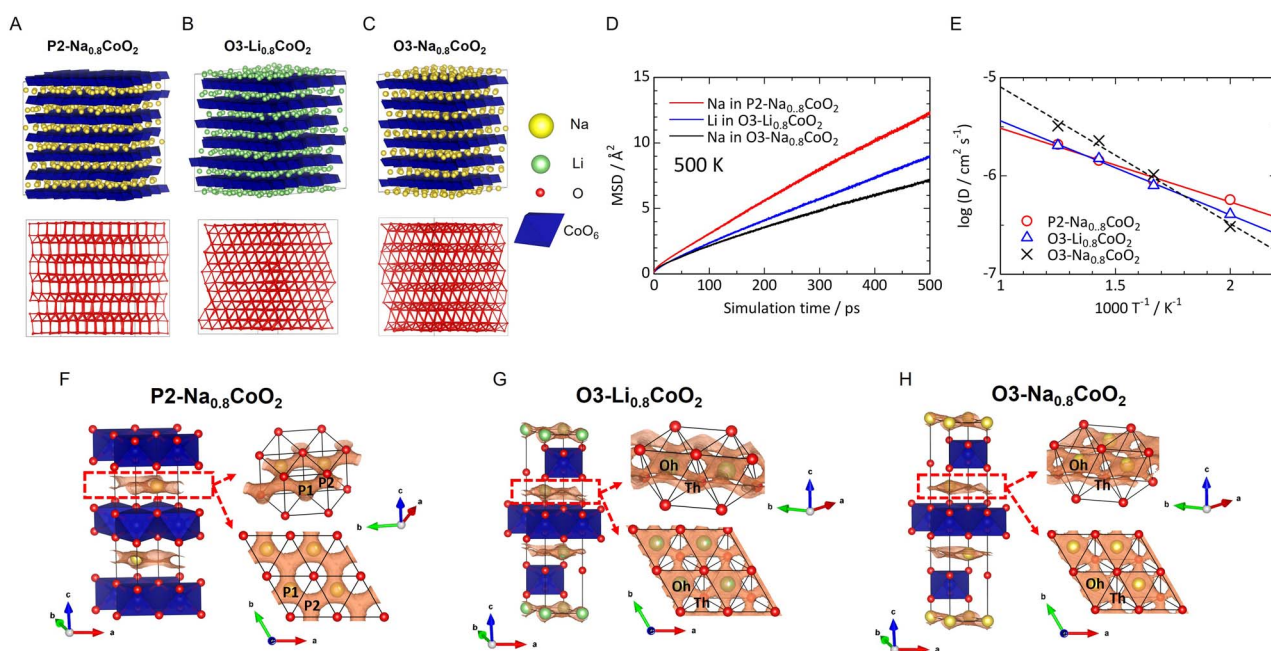 A
P2-Na0.8CoO2
B
O3-Li0.8CoO2
C
O3-Na0.8CoO2
Na
Li
O
CoO6
D
MSD / Å2
15
10
5
0
0 100 200 300 400 500
Simulation time / ps
Na in P2-Na0..8CoO2
Li in O3-Li0.8CoO2
Na in O3-Na0.8CoO2
500 K
E
log (D / cm2 s-1)
-5
-6
-7
1 1.5 2
1000 T-1 / K-1
P2-Na0..8CoO2
O3-Li0.8CoO2
O3-Na0.8CoO2
F
P2-Na0.8CoO2
P1 P2
P1
P2
c
b
a
c
b
a
b
a
G
O3-Li0.8CoO2
Oh
Th
Oh
Th
c
b
a
c
b
a
b
a
H
O3-Na0.8CoO2
Oh
Th
Oh
Th
c
b
a
c
b
a
b
a